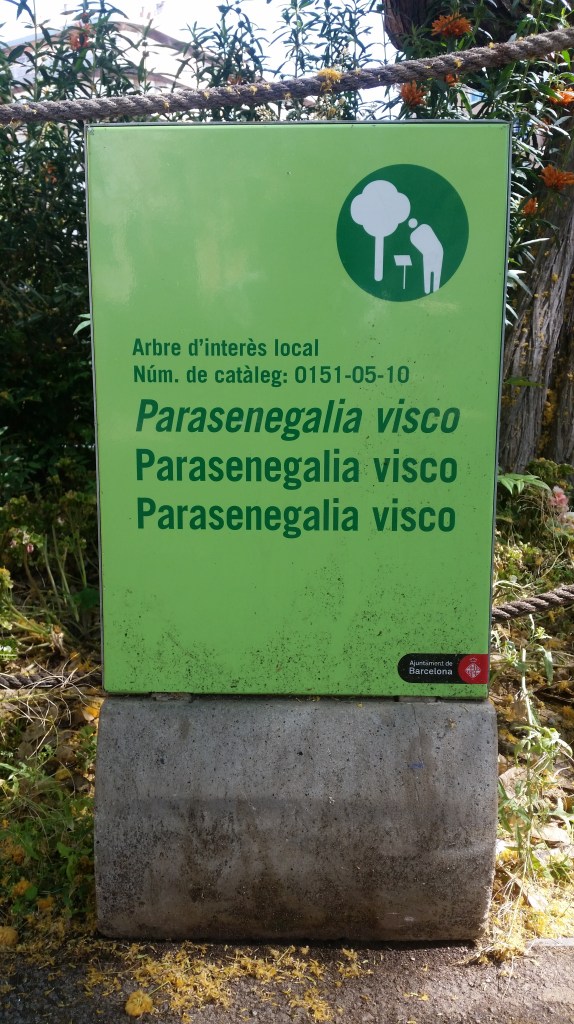 Arbre d'interès local
Núm. de catàleg: 0151-05-10
Parasenegalia visco
Parasenegalia visco
Parasenegalia visco
Ajuntament de
Barcelona